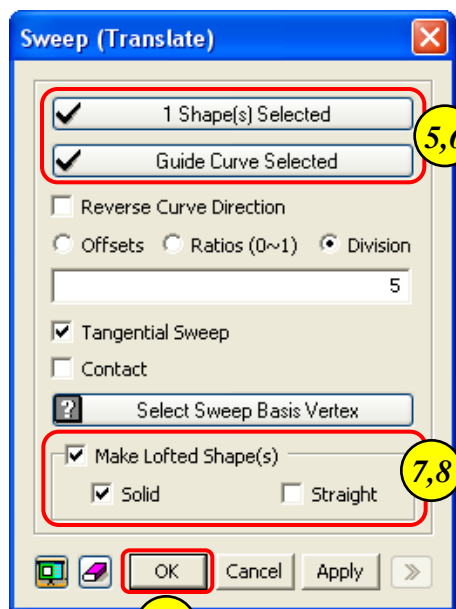 Sweep (Translate)
1 Shape(s) Selected
Guide Curve Selected
Reverse Curve Direction
Offsets Ratios (0~1) Division
5
Tangential Sweep
Contact
? Select Sweep Basis Vertex
Make Lofted Shape(s)
7,8
Solid Straight
OK Cancel Apply >>